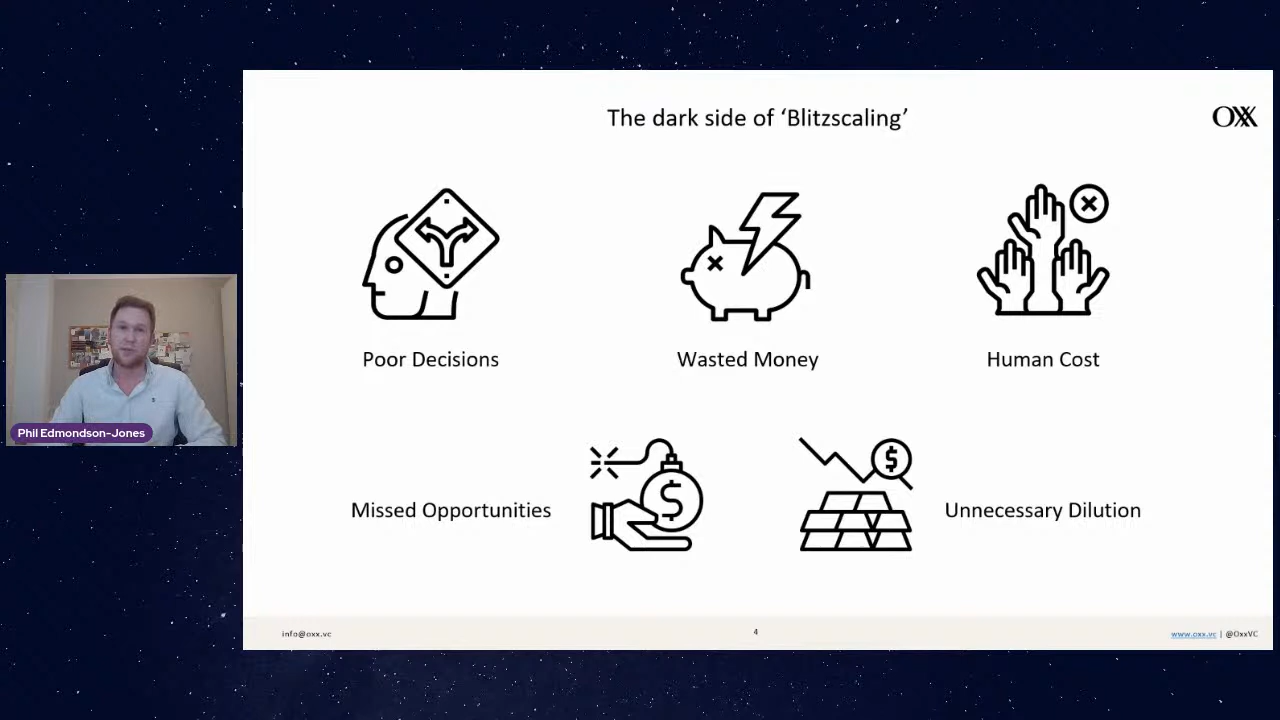 The dark side of ‘Blitzscaling’
OXX
Poor Decisions
Wasted Money
Human Cost
Phil Edmondson-Jones
$
$
Missed Opportunities
Unnecessary Dilution
info@oxx.vc
4
www.oxx.vc | @OxxVC